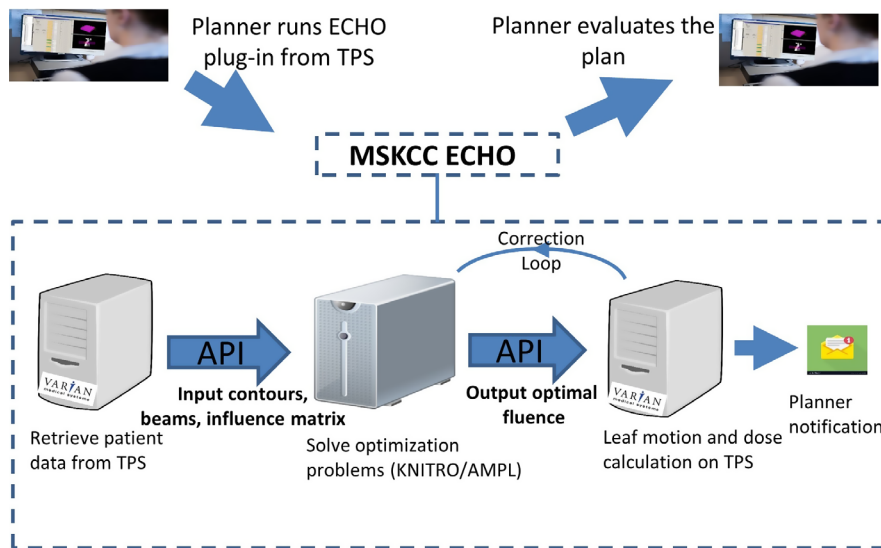 Planner runs ECHO
plug-in from TPS
Planner evaluates the
plan
MSKCC ECHO
Correction
Loop
API
API
VARIAN
medical systems
Input contours,
beams, influence matrix
Output optimal
fluence
VARIAN
medical systems
Retrieve patient
data from TPS
Solve optimization
problems (KNITRO/AMPL)
Leaf motion and dose
calculation on TPS
1
Planner
notification